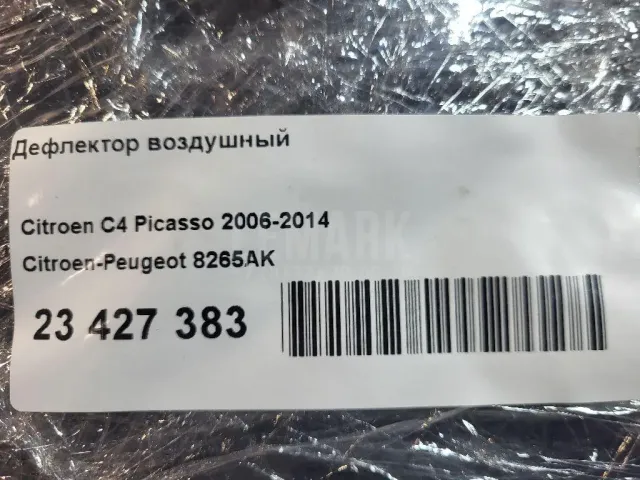 Дефлектор воздушный
Citroen C4 Picasso 2006-2014
Citroen-Peugeot 8265AK
23 427 383